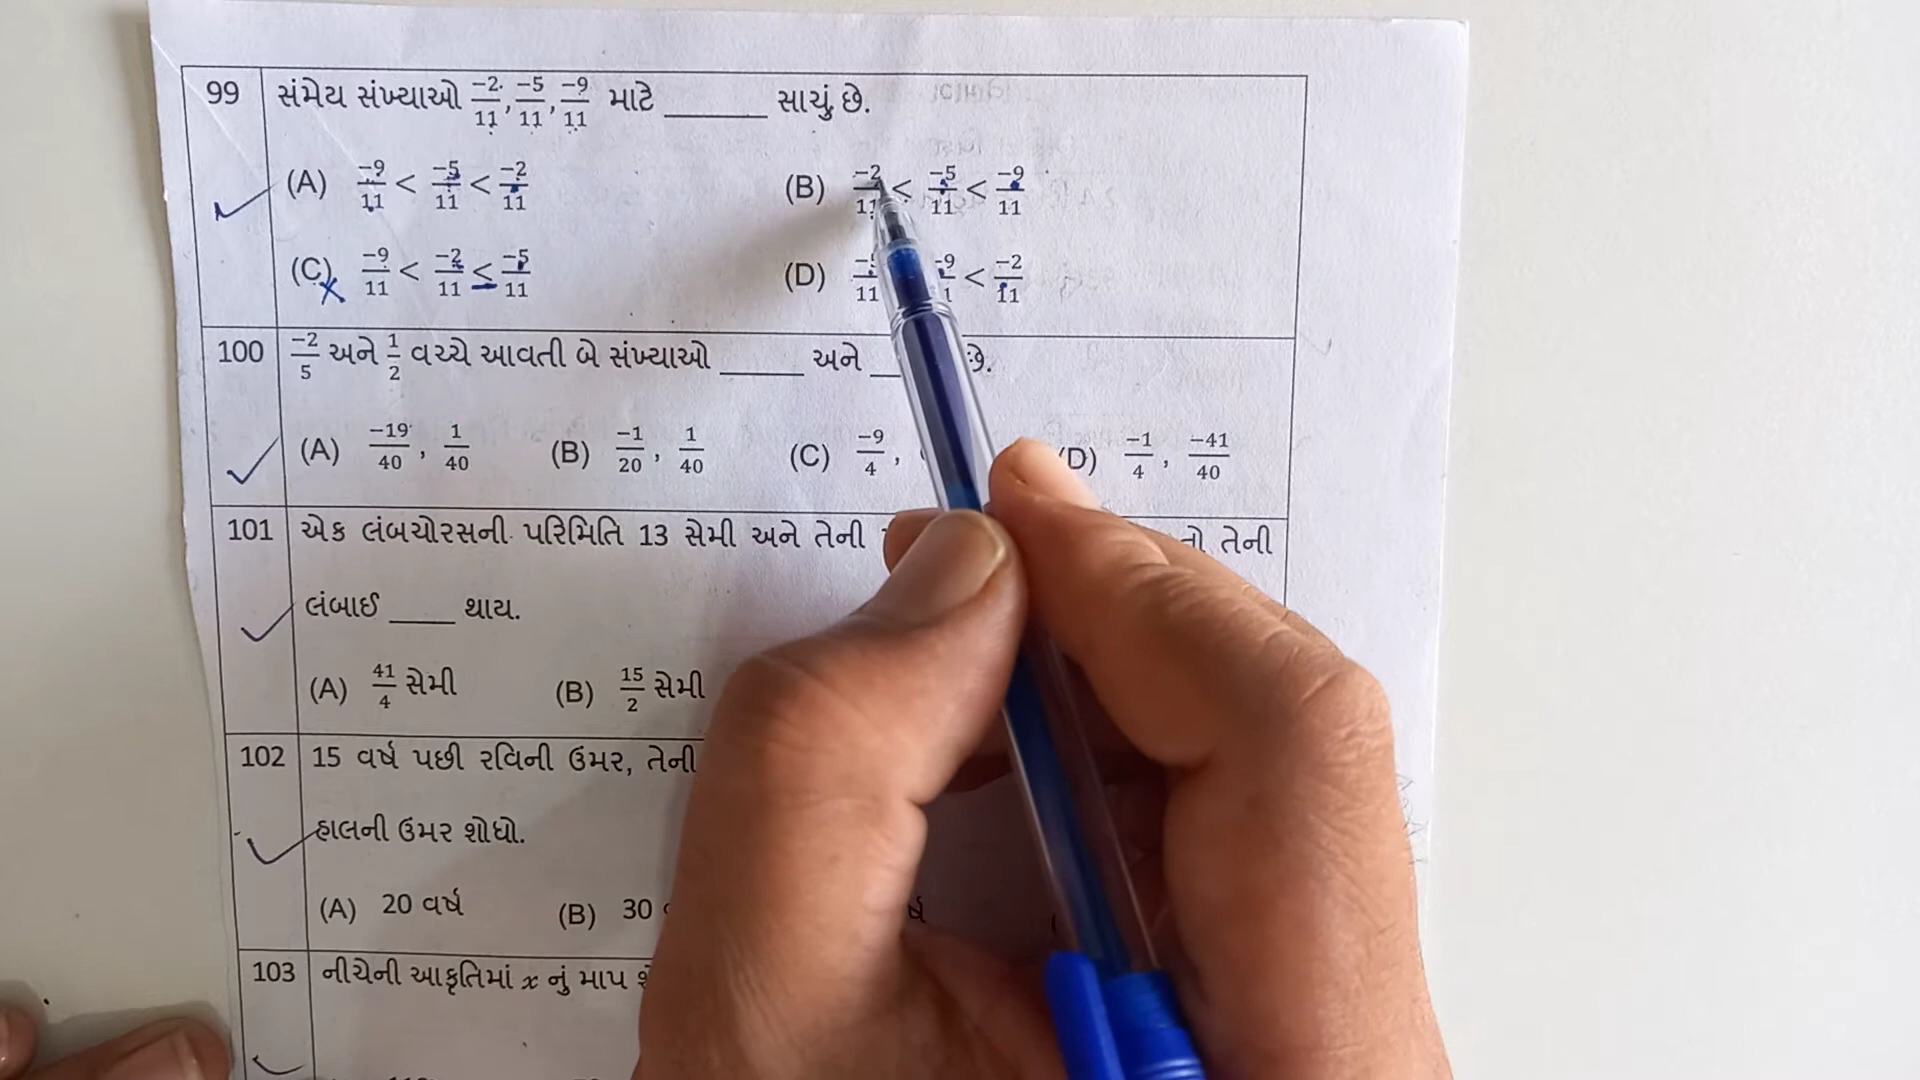 99 સંમેય સંખ્યાઓ -2/11, -5/11, -9/11 માટે ______ સાચું છે.
(A) -9/11 < -5/11 < -2/11 (B) -2/11 < -5/11 < -9/11
(C) -9/11 < -2/11 < -5/11 (D) -9 < -2/11
100 -2/5 અને 1/2 વચ્ચે આવતી બે સંખ્યાઓ _____ અને __ છે.
(A) -19/40 , 1/40 (B) -1/20 , 1/40 (C) -9/4 , (D) -1/4 , -41/40
101 એક લંબચોરસની પરિમિતિ 13 સેમી અને તેની તેની
લંબાઈ ____ થાય.
(A) 41/4 સેમી (B) 15/2 સેમી
102 15 વર્ષ પછી રવિની ઉંમર, તેની
હાલની ઉંમર શોધો.
(A) 20 વર્ષ (B) 30
103 નીચેની આકૃતિમાં x નું માપ